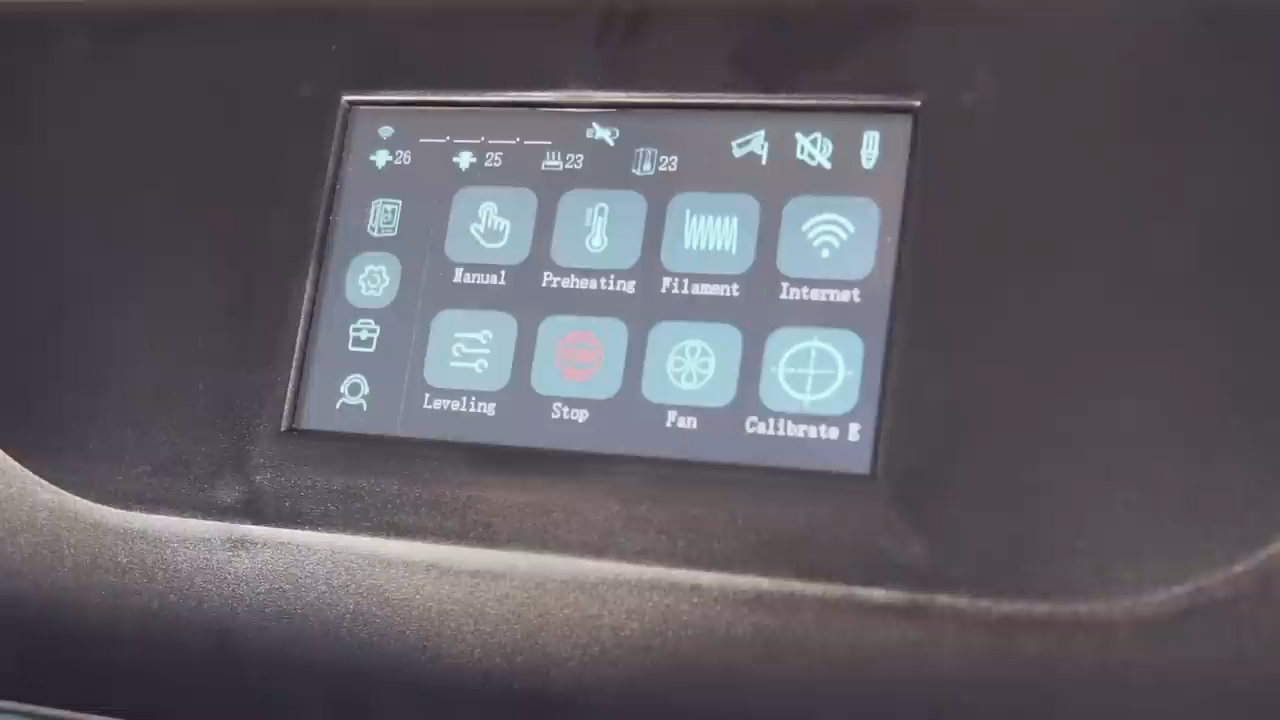 26 25 23 23
Manual Preheating Filament Internet
Leveling Stop Fan Calibrate E